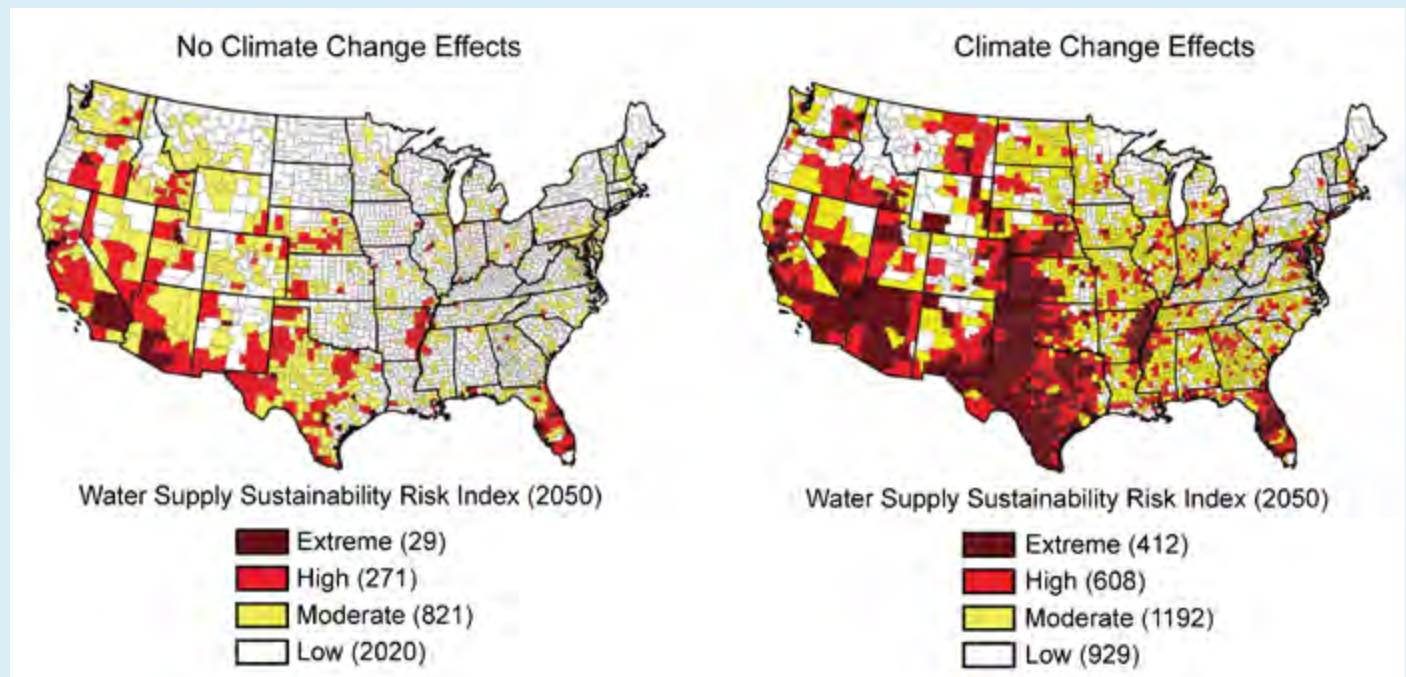 No Climate Change Effects
Climate Change Effects
Water Supply Sustainability Risk Index (2050)
Extreme (29)
High (271)
Moderate (821)
Low (2020)
Water Supply Sustainability Risk Index (2050)
Extreme (412)
High (608)
Moderate (1192)
Low (929)